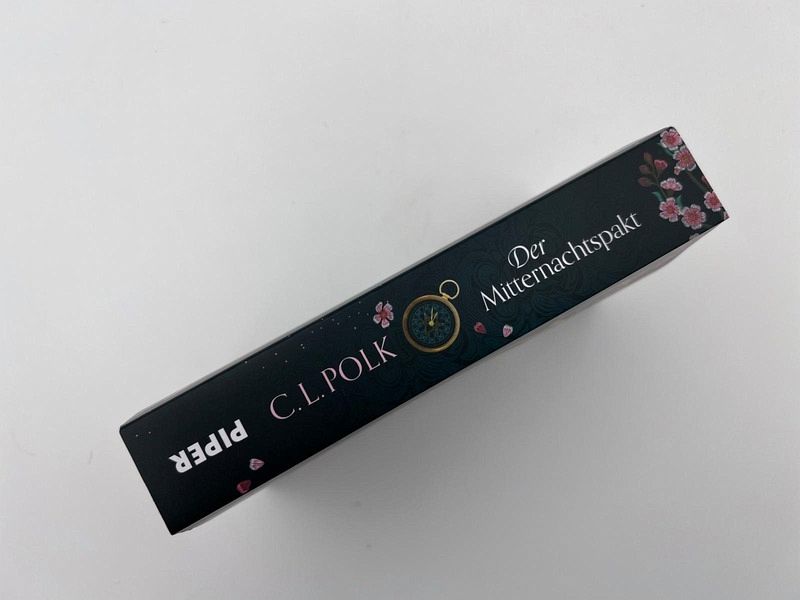 PIPER
C. L. POLK
Der
Mitternachtspakt